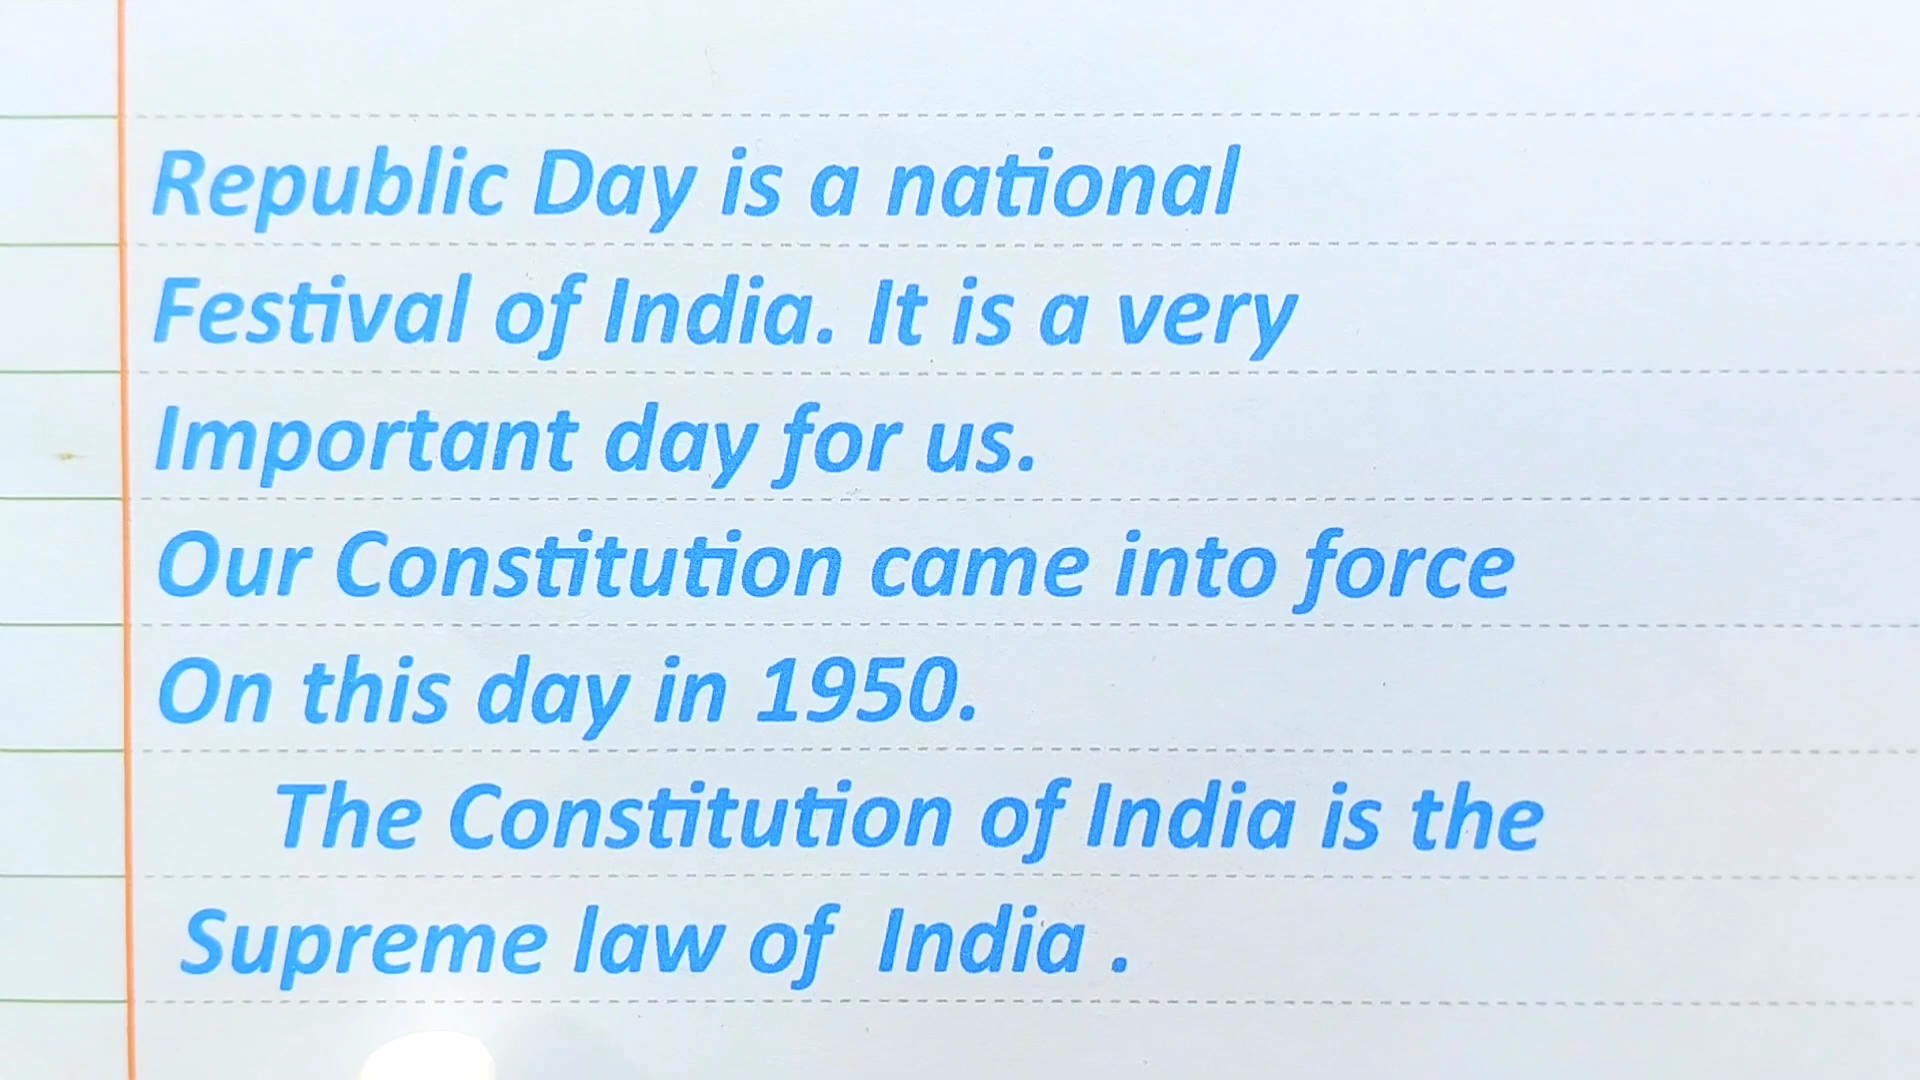 Republic Day is a national
Festival of India. It is a very
Important day for us.
Our Constitution came into force
On this day in 1950.
The Constitution of India is the
Supreme law of India .